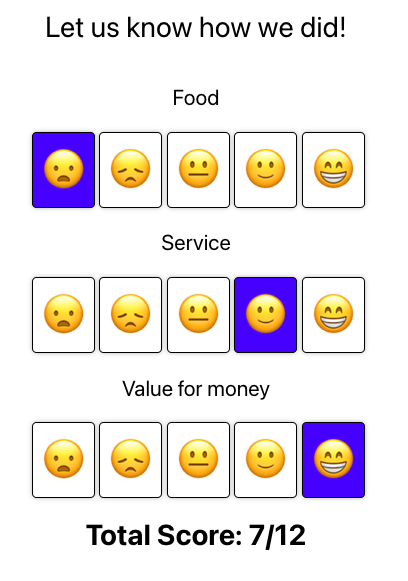 Let us know how we did!
Food
Service
Value for money
Total Score: 7/12